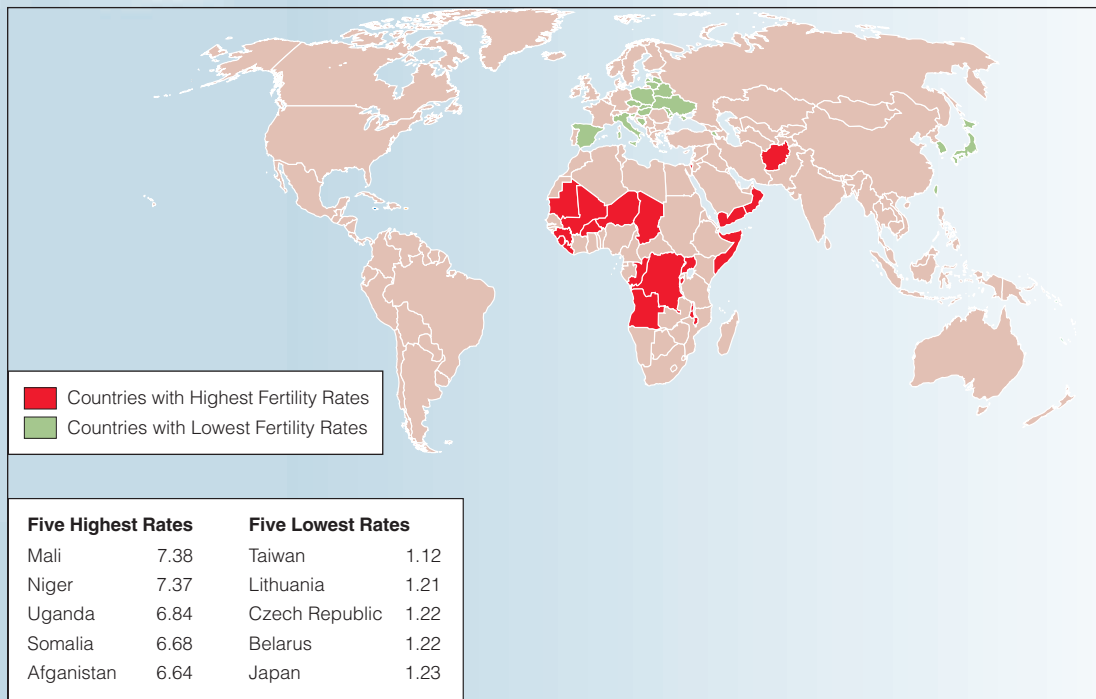 Countries with Highest Fertility Rates
Countries with Lowest Fertility Rates
Five Highest Rates Five Lowest Rates
Mali 7.38 Taiwan 1.12
Niger 7.37 Lithuania 1.21
Uganda 6.84 Czech Republic 1.22
Somalia 6.68 Belarus 1.22
Afganistan 6.64 Japan 1.23